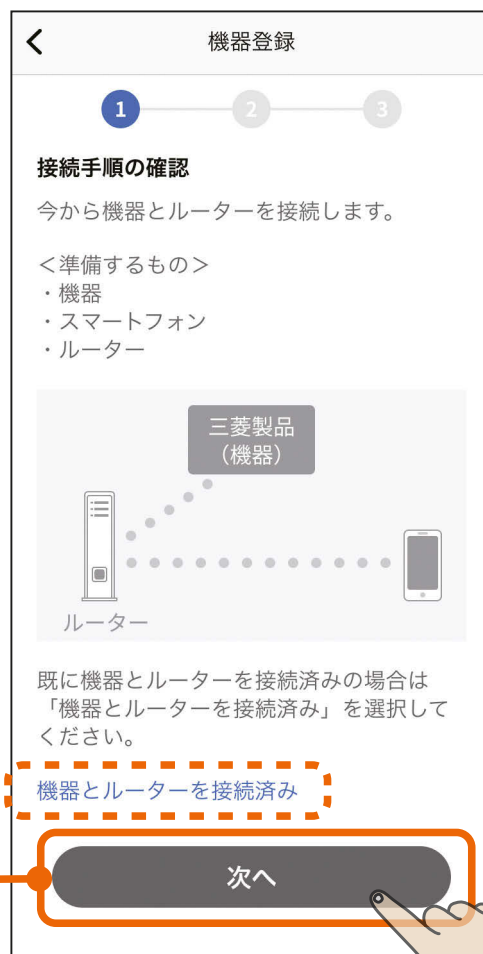 機器登録
1 2 3
接続手順の確認
今から機器とルーターを接続します。
＜準備するもの＞
・機器
・スマートフォン
・ルーター
三菱製品
（機器）
ルーター
既に機器とルーターを接続済みの場合は
「機器とルーターを接続済み」を選択して
ください。
機器とルーターを接続済み
次へ